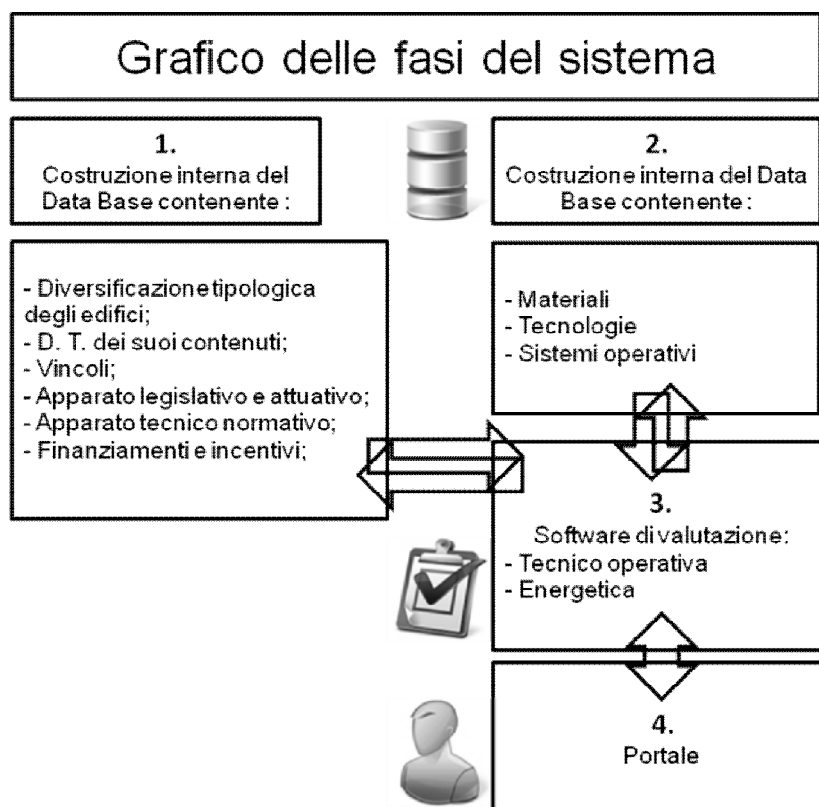 Grafico delle fasi del sistema
1.
Costruzione interna del
Data Base contenente :
2.
Costruzione interna del Data
Base contenente :
- Diversificazione tipologica
degli edifici;
- D. T. dei suoi contenuti;
- Vincoli;
- Apparato legislativo e attuativo;
- Apparato tecnico normativo;
- Finanziamenti e incentivi;
- Materiali
- Tecnologie
- Sistemi operativi
3.
Software di valutazione:
- Tecnico operativa
- Energetica
4.
Portale